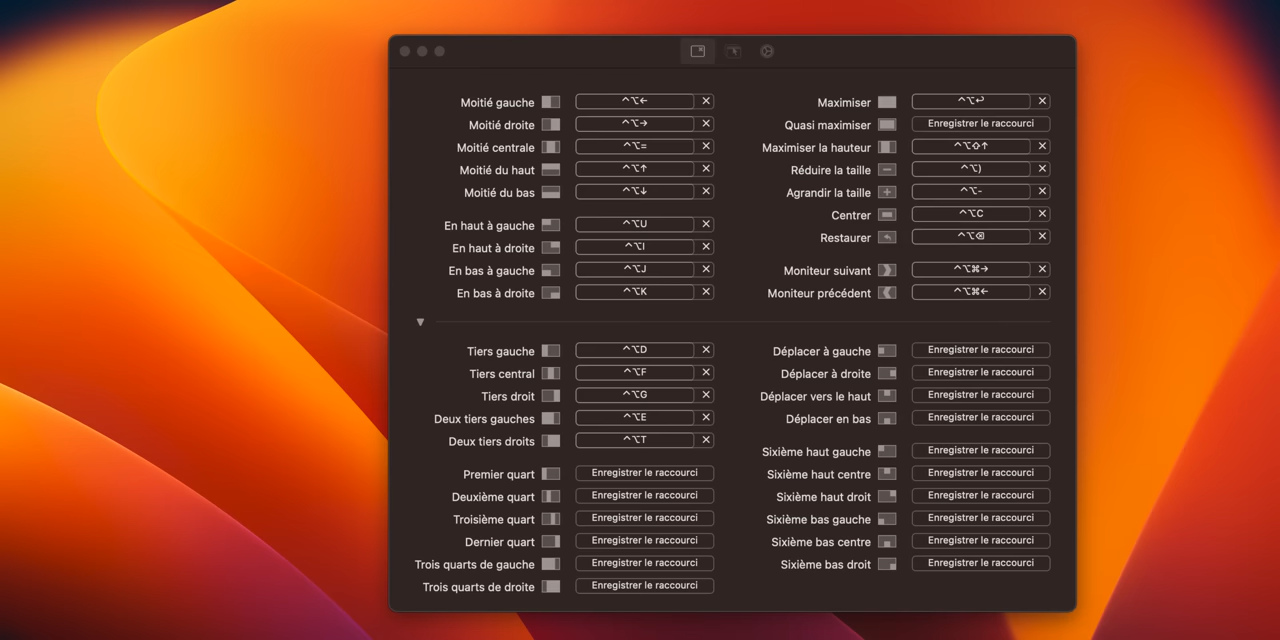 Moitié gauche ^⌥← ×
Moitié droite ^⌥→ ×
Moitié centrale ^⌥= ×
Moitié du haut ^⌥↑ ×
Moitié du bas ^⌥↓ ×
En haut à gauche ^⌥U ×
En haut à droite ^⌥I ×
En bas à gauche ^⌥J ×
En bas à droite ^⌥K ×
Maximiser ^⌥↩ ×
Quasi maximiser Enregistrer le raccourci
Maximiser la hauteur ^⌥⇧↑ ×
Réduire la taille ^⌥) ×
Agrandir la taille ^⌥- ×
Centrer ^⌥C ×
Restaurer ^⌥⌫ ×
Moniteur suivant ^⌥⌘→ ×
Moniteur précédent ^⌥⌘← ×
Tiers gauche ^⌥D ×
Tiers central ^⌥F ×
Tiers droit ^⌥G ×
Deux tiers gauches ^⌥E ×
Deux tiers droits ^⌥T ×
Premier quart Enregistrer le raccourci
Deuxième quart Enregistrer le raccourci
Troisième quart Enregistrer le raccourci
Dernier quart Enregistrer le raccourci
Trois quarts de gauche Enregistrer le raccourci
Trois quarts de droite Enregistrer le raccourci
Déplacer à gauche Enregistrer le raccourci
Déplacer à droite Enregistrer le raccourci
Déplacer vers le haut Enregistrer le raccourci
Déplacer en bas Enregistrer le raccourci
Sixième haut gauche Enregistrer le raccourci
Sixième haut centre Enregistrer le raccourci
Sixième haut droit Enregistrer le raccourci
Sixième bas gauche Enregistrer le raccourci
Sixième bas centre Enregistrer le raccourci
Sixième bas droit Enregistrer le raccourci